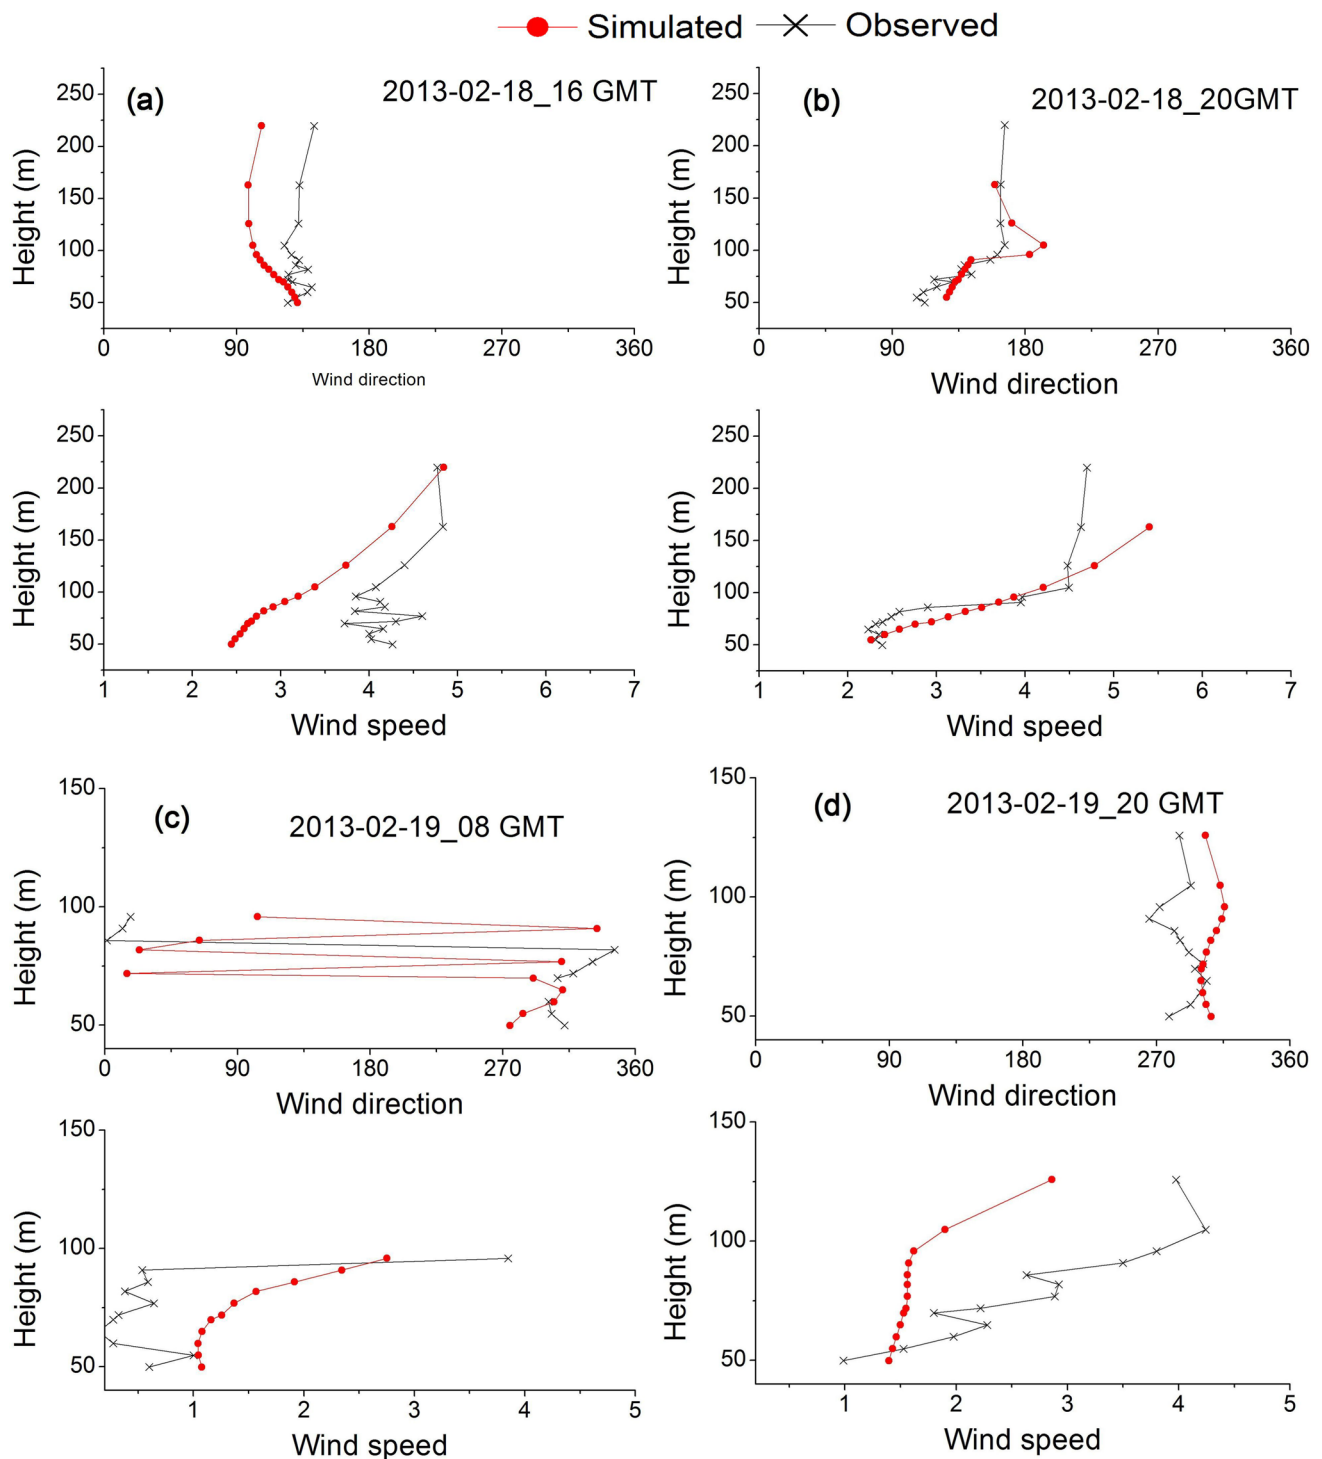 Simulated Observed
(a) 2013-02-18_16 GMT
Height (m)
250
200
150
100
50
0 90 180 270 360
Wind direction
(b) 2013-02-18_20GMT
Height (m)
250
200
150
100
50
0 90 180 270 360
Wind direction
Height (m)
250
200
150
100
50
1 2 3 4 5 6 7
Wind speed
Height (m)
250
200
150
100
50
1 2 3 4 5 6 7
Wind speed
(c) 2013-02-19_08 GMT
Height (m)
150
100
50
0 90 180 270 360
Wind direction
(d) 2013-02-19_20 GMT
Height (m)
150
100
50
0 90 180 270 360
Wind direction
Height (m)
150
100
50
1 2 3 4 5
Wind speed
Height (m)
150
100
50
1 2 3 4 5
Wind speed